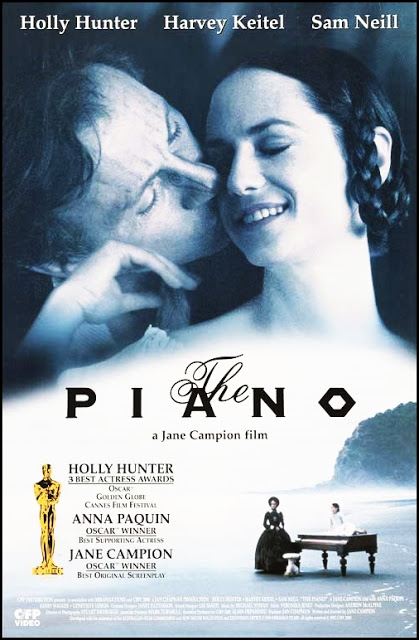 Holly Hunter Harvey Keitel Sam Neill
The
PIANO
a Jane Campion film
HOLLY HUNTER
3 BEST ACTRESS AWARDS
OSCAR
GOLDEN GLOBE
CANNES FILM FESTIVAL
ANNA PAQUIN
OSCAR WINNER
BEST SUPPORTING ACTRESS
JANE CAMPION
OSCAR WINNER
BEST ORIGINAL SCREENPLAY
CFP
VIDEO